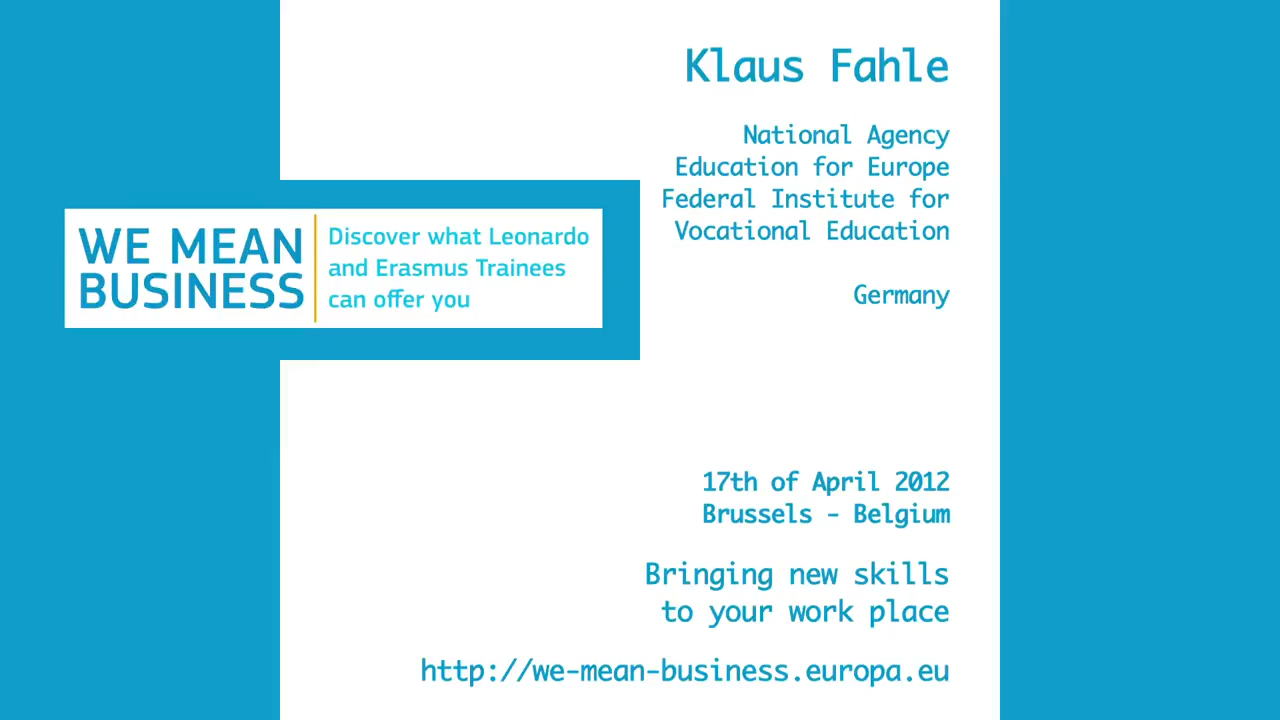 Klaus Fahle
National Agency
Education for Europe
Federal Institute for
Vocational Education
Germany
WE MEAN
BUSINESS
Discover what Leonardo
and Erasmus Trainees
can offer you
17th of April 2012
Brussels - Belgium
Bringing new skills
to your work place
http://we-mean-business.europa.eu